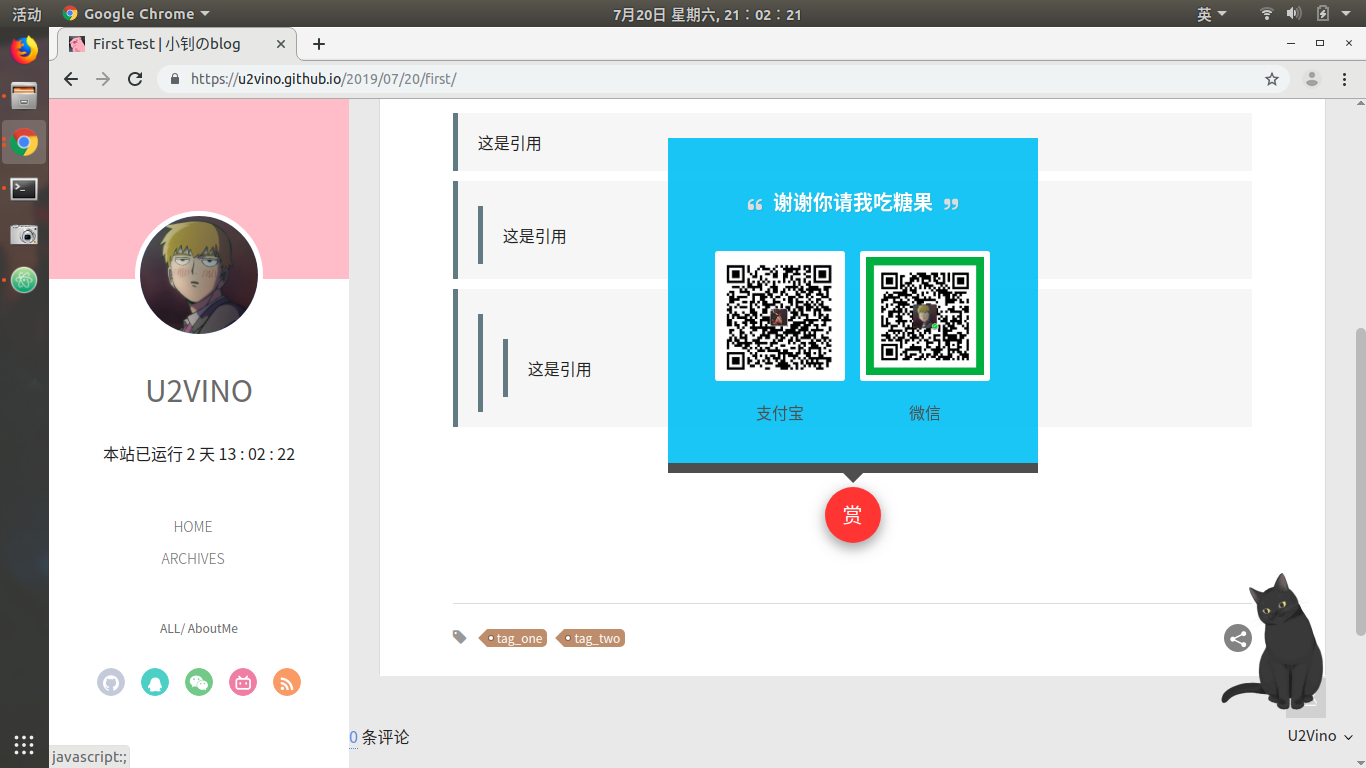 活动
Google Chrome
7月20日 星期六, 21：02：21
英
First Test | 小钊のblog
https://u2vino.github.io/2019/07/20/first/
U2VINO
本站已运行 2 天 13 : 02 : 22
HOME
ARCHIVES
ALL/ AboutMe
javascript:;
这是引用
这是引用
这是引用
“ 谢谢你请我吃糖果 ”
支付宝 微信
赏
tag_one tag_two
0 条评论
U2Vino